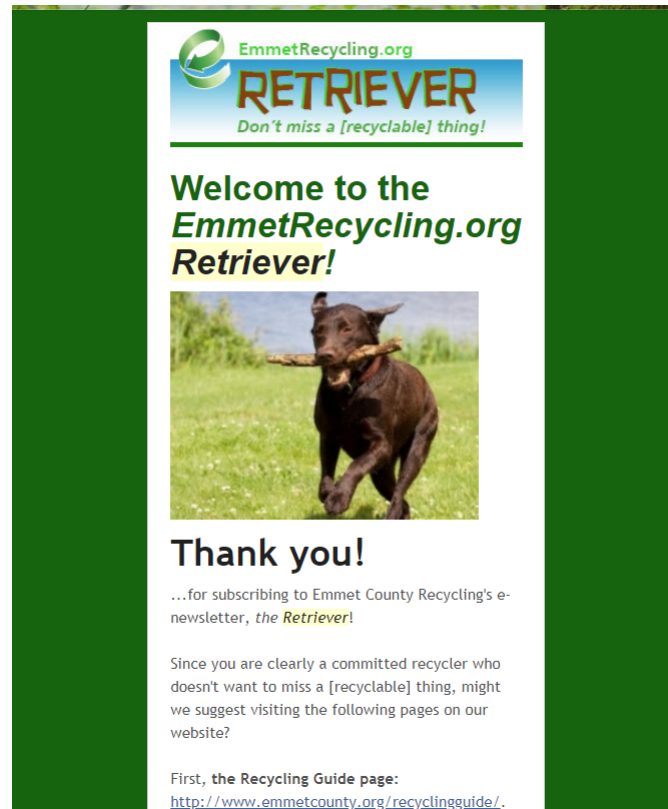 EmmetRecycling.org
RETRIEVER
Don't miss a [recyclable] thing!
Welcome to the
EmmetRecycling.org
Retriever!
Thank you!
...for subscribing to Emmet County Recycling's e-
newsletter, the Retriever!
Since you are clearly a committed recycler who
doesn't want to miss a [recyclable] thing, might
we suggest visiting the following pages on our
website?
First, the Recycling Guide page:
http://www.emmetcounty.org/recyclingguide/.